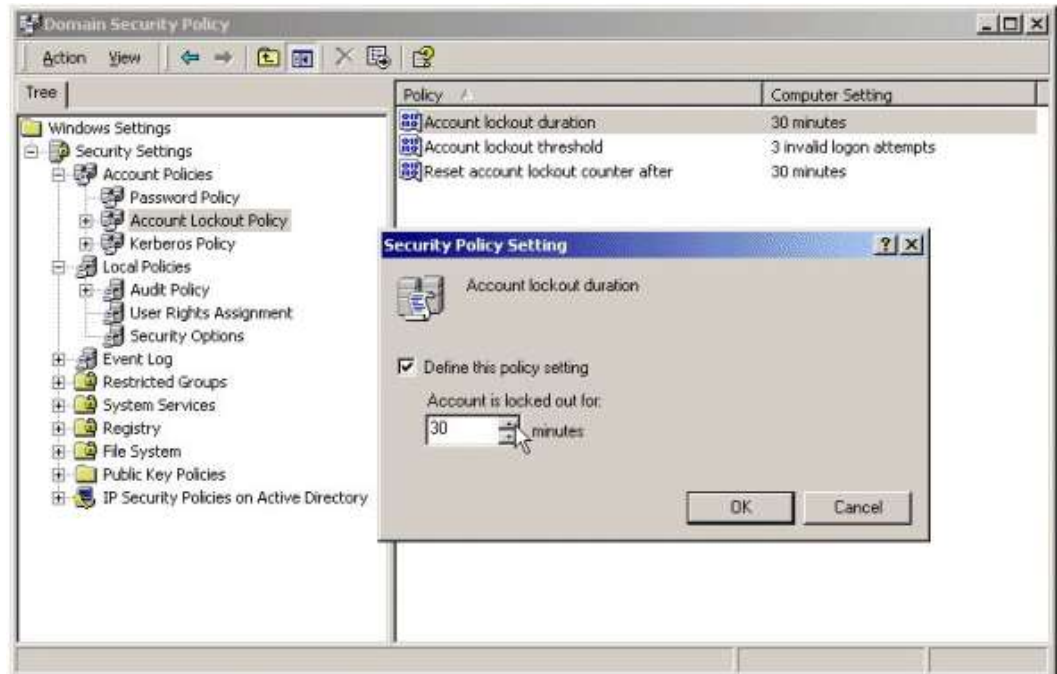 Domain Security Policy
Action View
Tree
Policy Computer Setting
Windows Settings
Security Settings
Account Policies
Password Policy
Account Lockout Policy
Kerberos Policy
Local Policies
Audit Policy
User Rights Assignment
Security Options
Event Log
Restricted Groups
System Services
Registry
File System
Public Key Policies
IP Security Policies on Active Directory
Account lockout duration 30 minutes
Account lockout threshold 3 invalid logon attempts
Reset account lockout counter after 30 minutes
Security Policy Setting
Account lockout duration
Define this policy setting
Account is locked out for:
30 minutes
OK Cancel